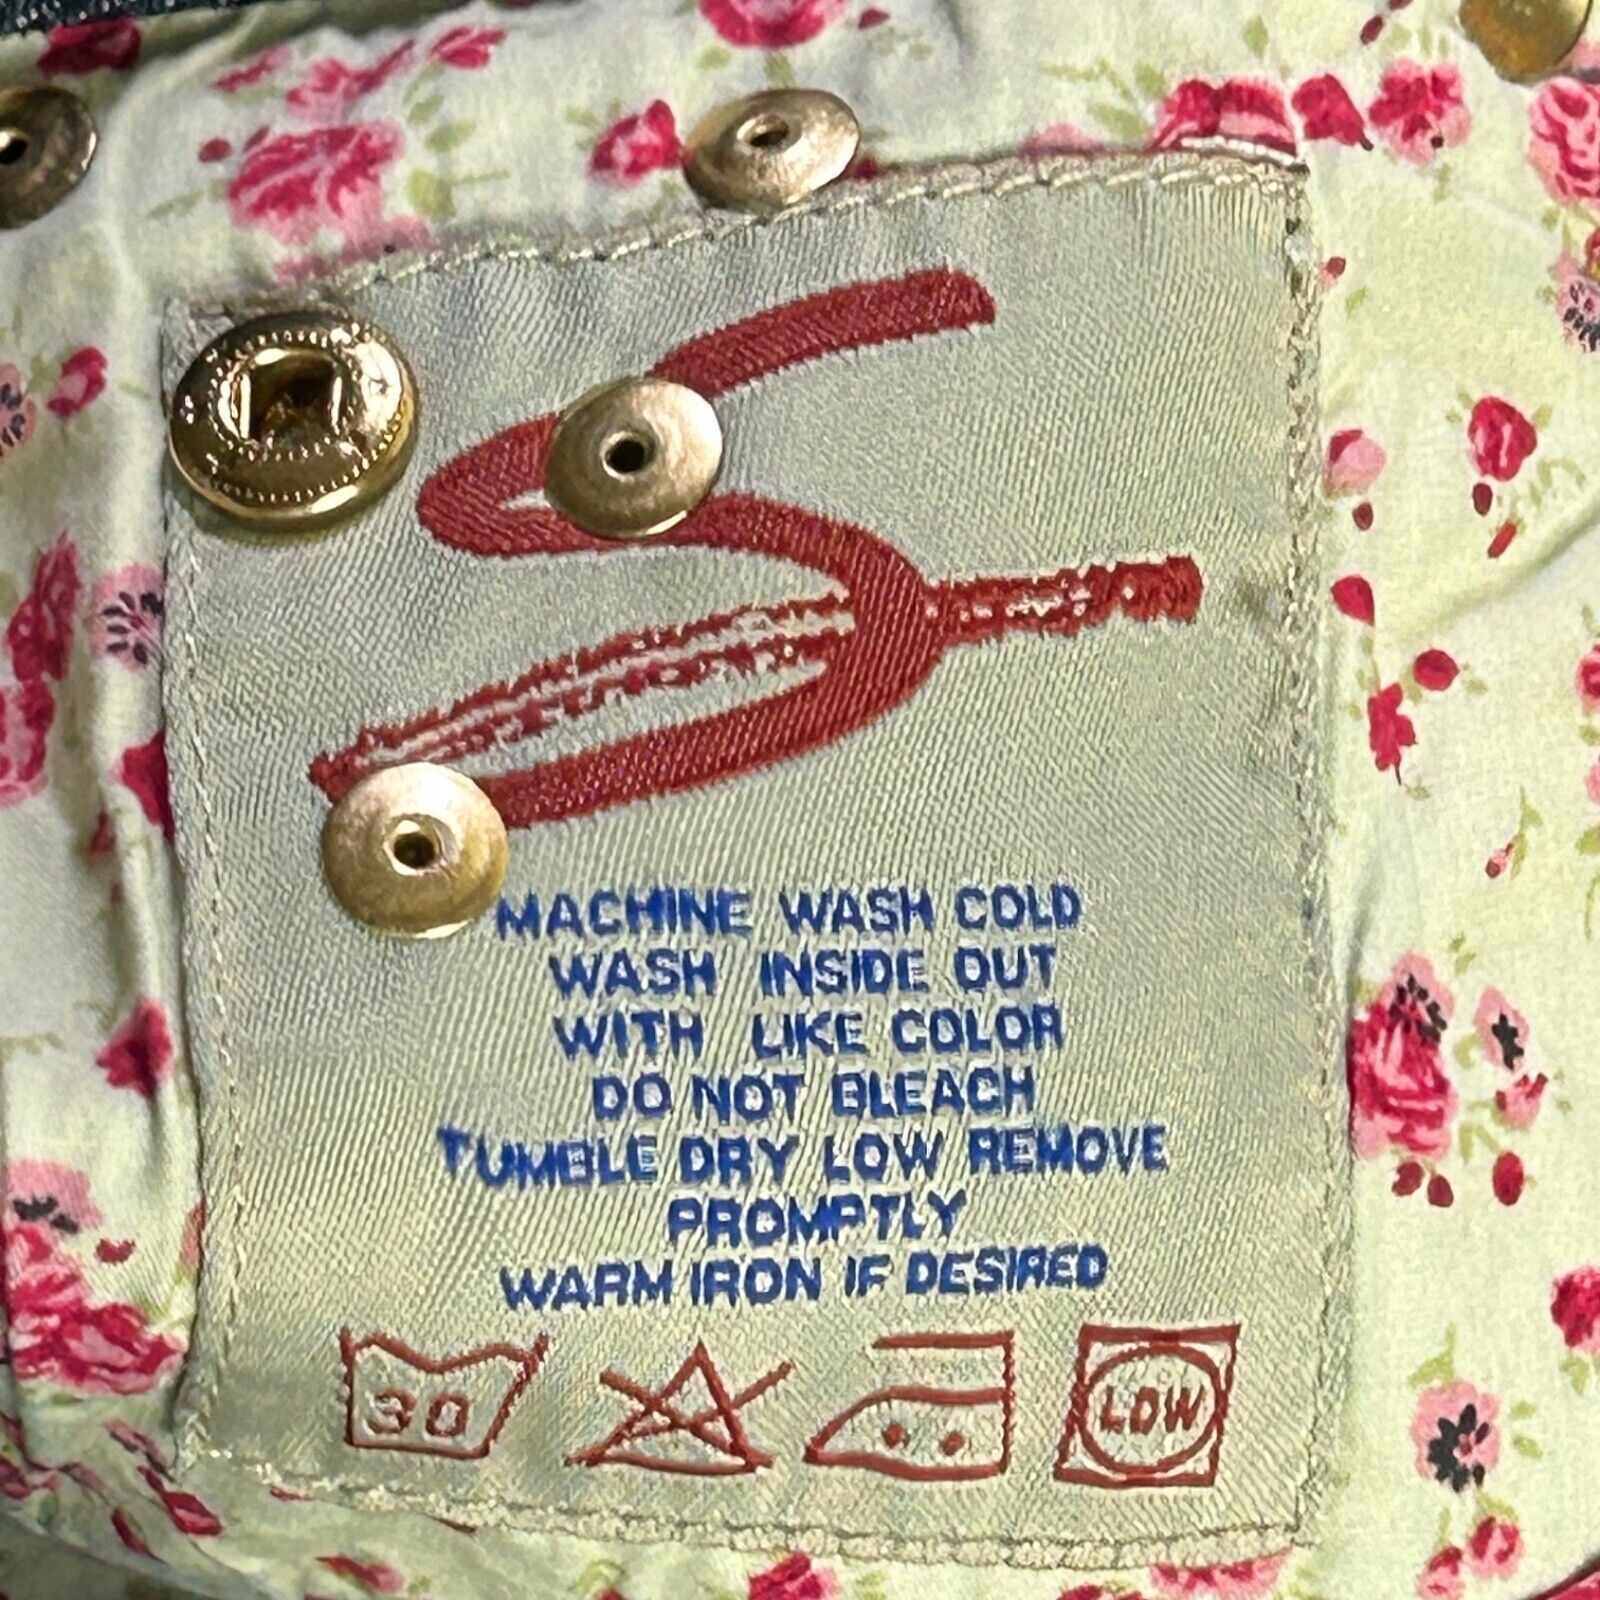 MACHINE WASH COLD
WASH INSIDE OUT
WITH LIKE COLOR
DO NOT BLEACH
TUMBLE DRY LOW REMOVE
PROMPTLY
WARM IRON IF DESIRED
30 LOW